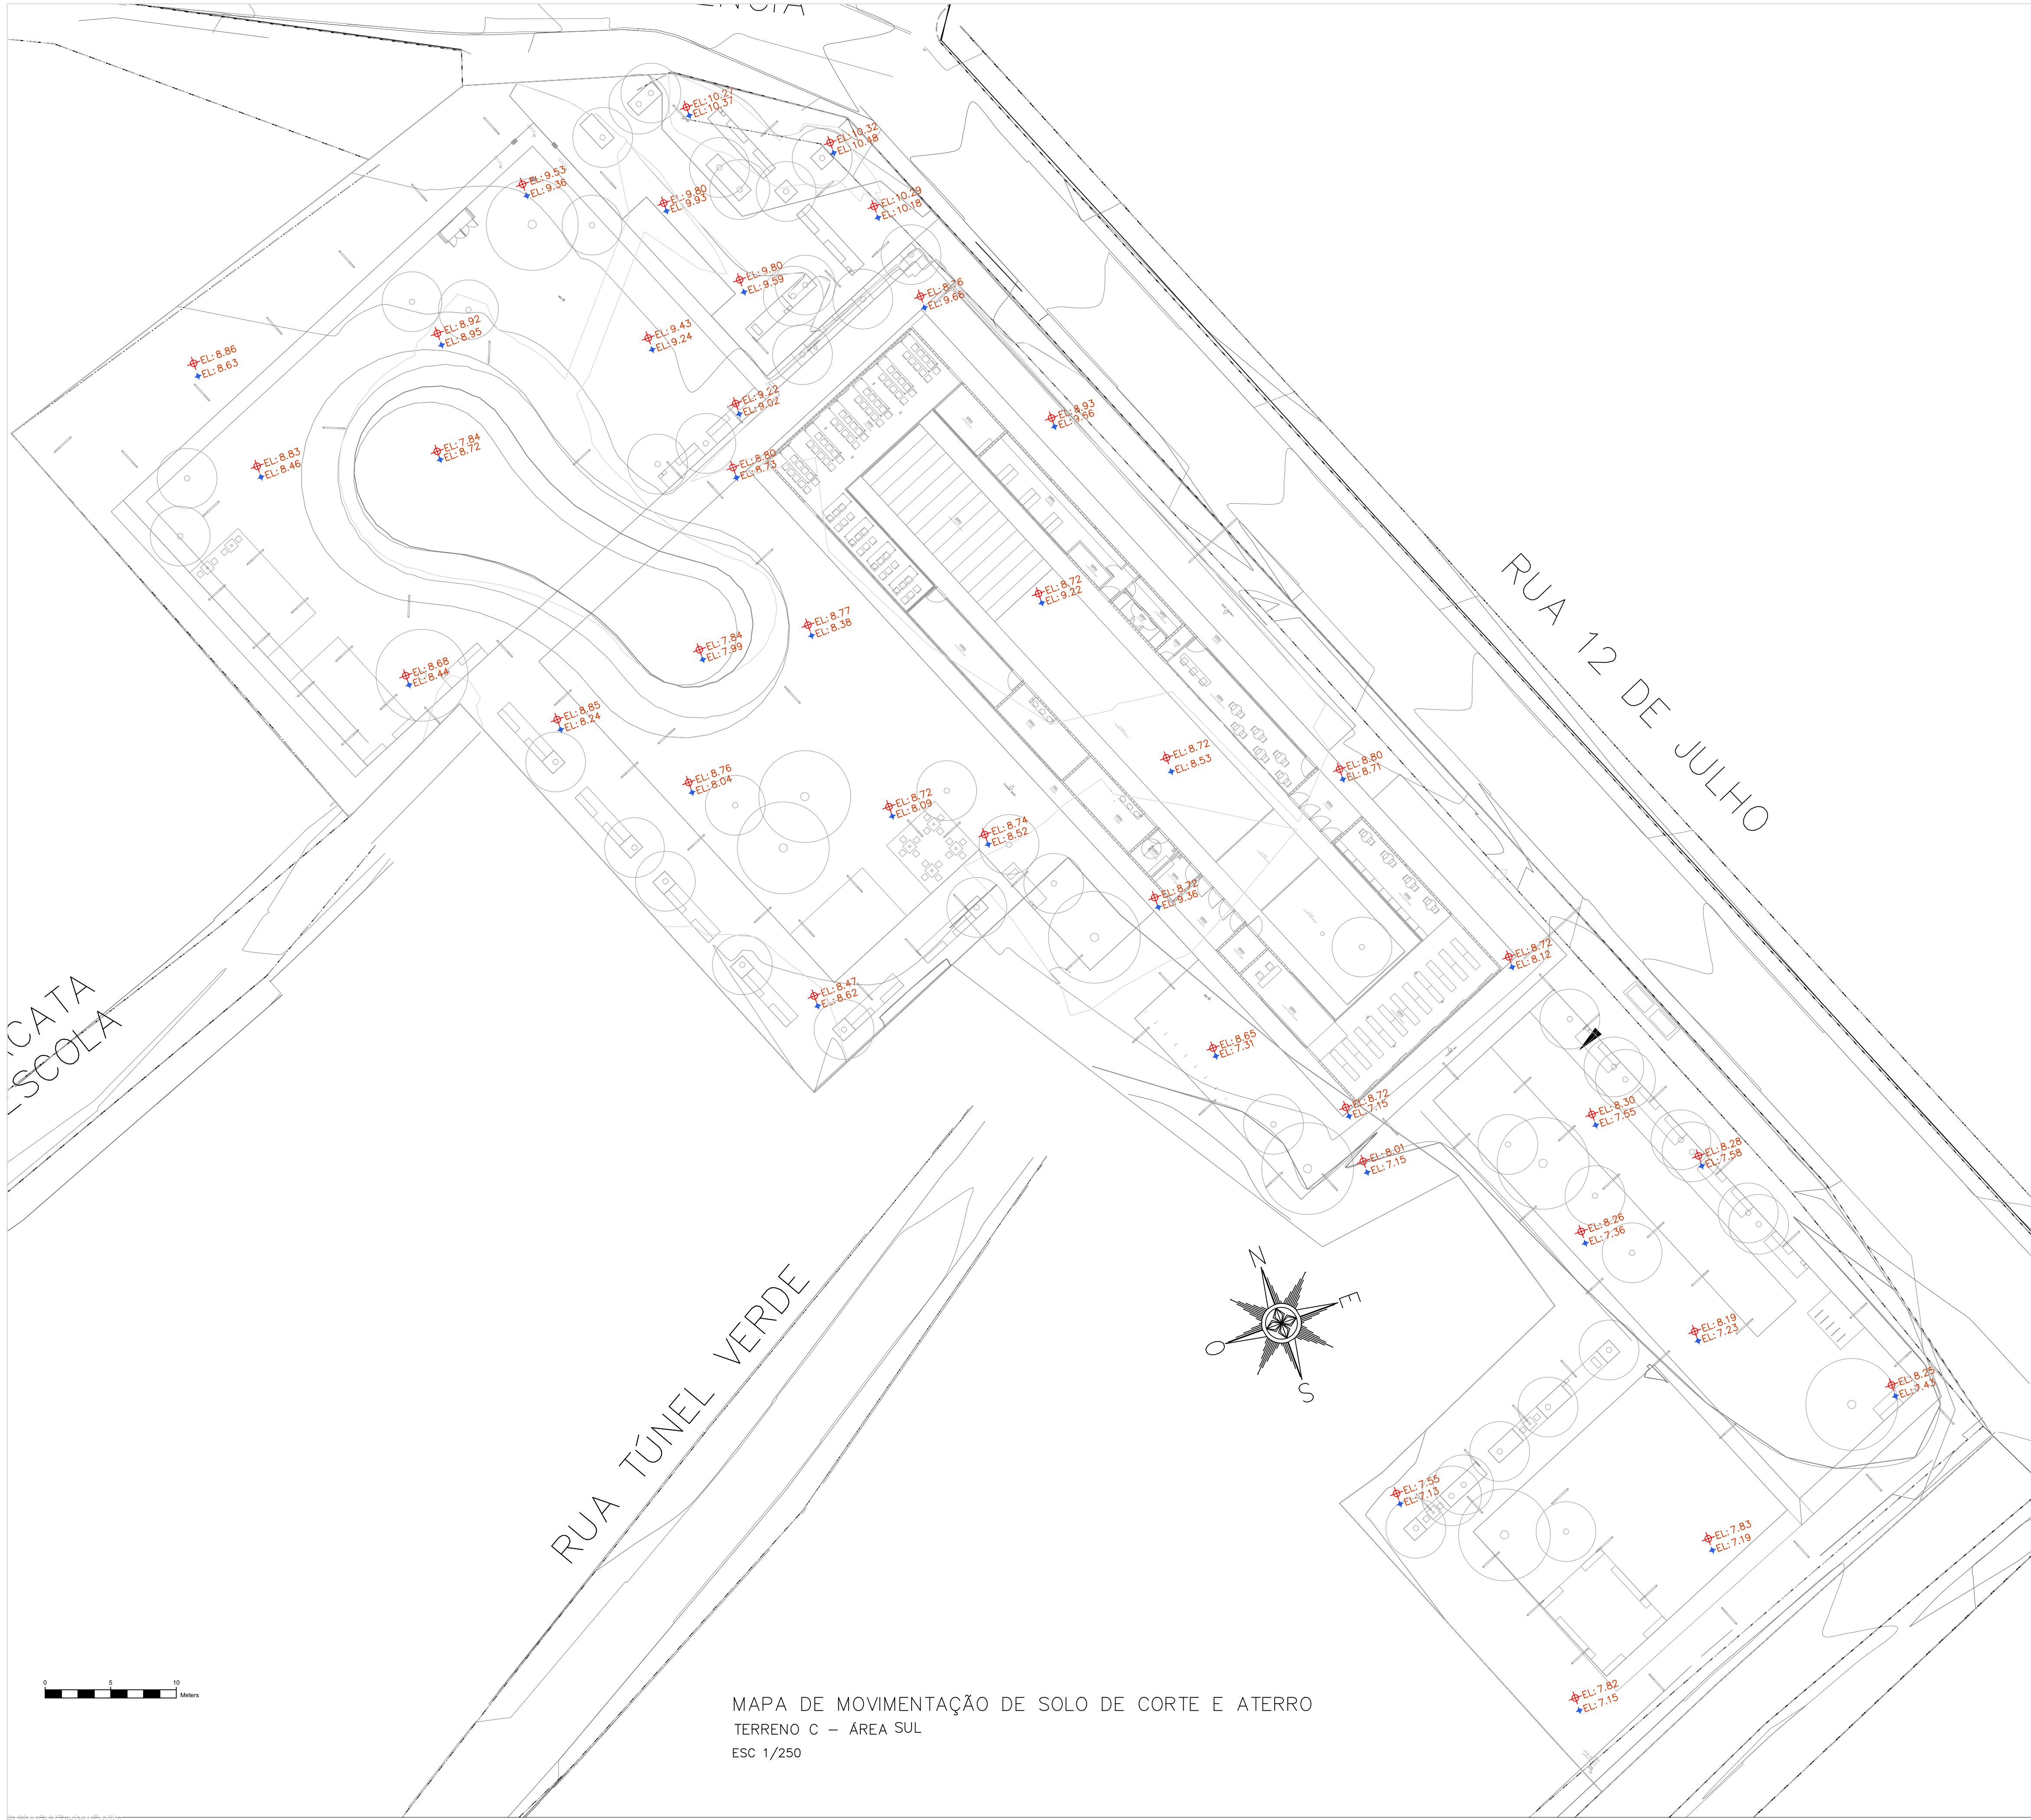 EL: 10.27
EL: 10.37
EL: 10.32
EL: 10.48
EL: 9.53
EL: 9.36
EL: 9.80
EL: 9.93
EL: 10.29
EL: 10.18
EL: 9.80
EL: 9.59
EL: 9.66
EL: 8.92
EL: 8.95
EL: 9.43
EL: 9.24
EL: 8.86
EL: 8.63
EL: 9.22
EL: 9.02
EL: 8.93
EL: 9.66
EL: 7.84
EL: 8.72
EL: 8.83
EL: 8.46
EL: 8.80
EL: 8.73
EL: 8.72
EL: 9.22
EL: 8.77
EL: 8.38
EL: 7.84
EL: 7.99
EL: 8.68
EL: 8.44
EL: 8.85
EL: 8.24
EL: 8.72
EL: 8.53
EL: 8.80
EL: 8.71
EL: 8.76
EL: 8.04
EL: 8.72
EL: 8.09
EL: 8.74
EL: 8.52
EL: 8.72
EL: 9.36
EL: 8.72
EL: 8.12
EL: 8.47
EL: 8.62
EL: 8.65
EL: 7.31
EL: 8.72
EL: 7.15
EL: 8.30
EL: 7.55
EL: 8.01
EL: 7.15
EL: 8.28
EL: 7.58
EL: 8.26
EL: 7.36
EL: 8.19
EL: 7.23
EL: 8.25
EL: 7.43
EL: 7.55
EL: 7.13
EL: 7.83
EL: 7.19
EL: 7.82
EL: 7.15
RUA 12 DE JULHO
RUA TÚNEL VERDE
N
E
S
O
0 5 10
Meters
MAPA DE MOVIMENTAÇÃO DE SOLO DE CORTE E ATERRO
TERRENO C – ÁREA SUL
ESC 1/250